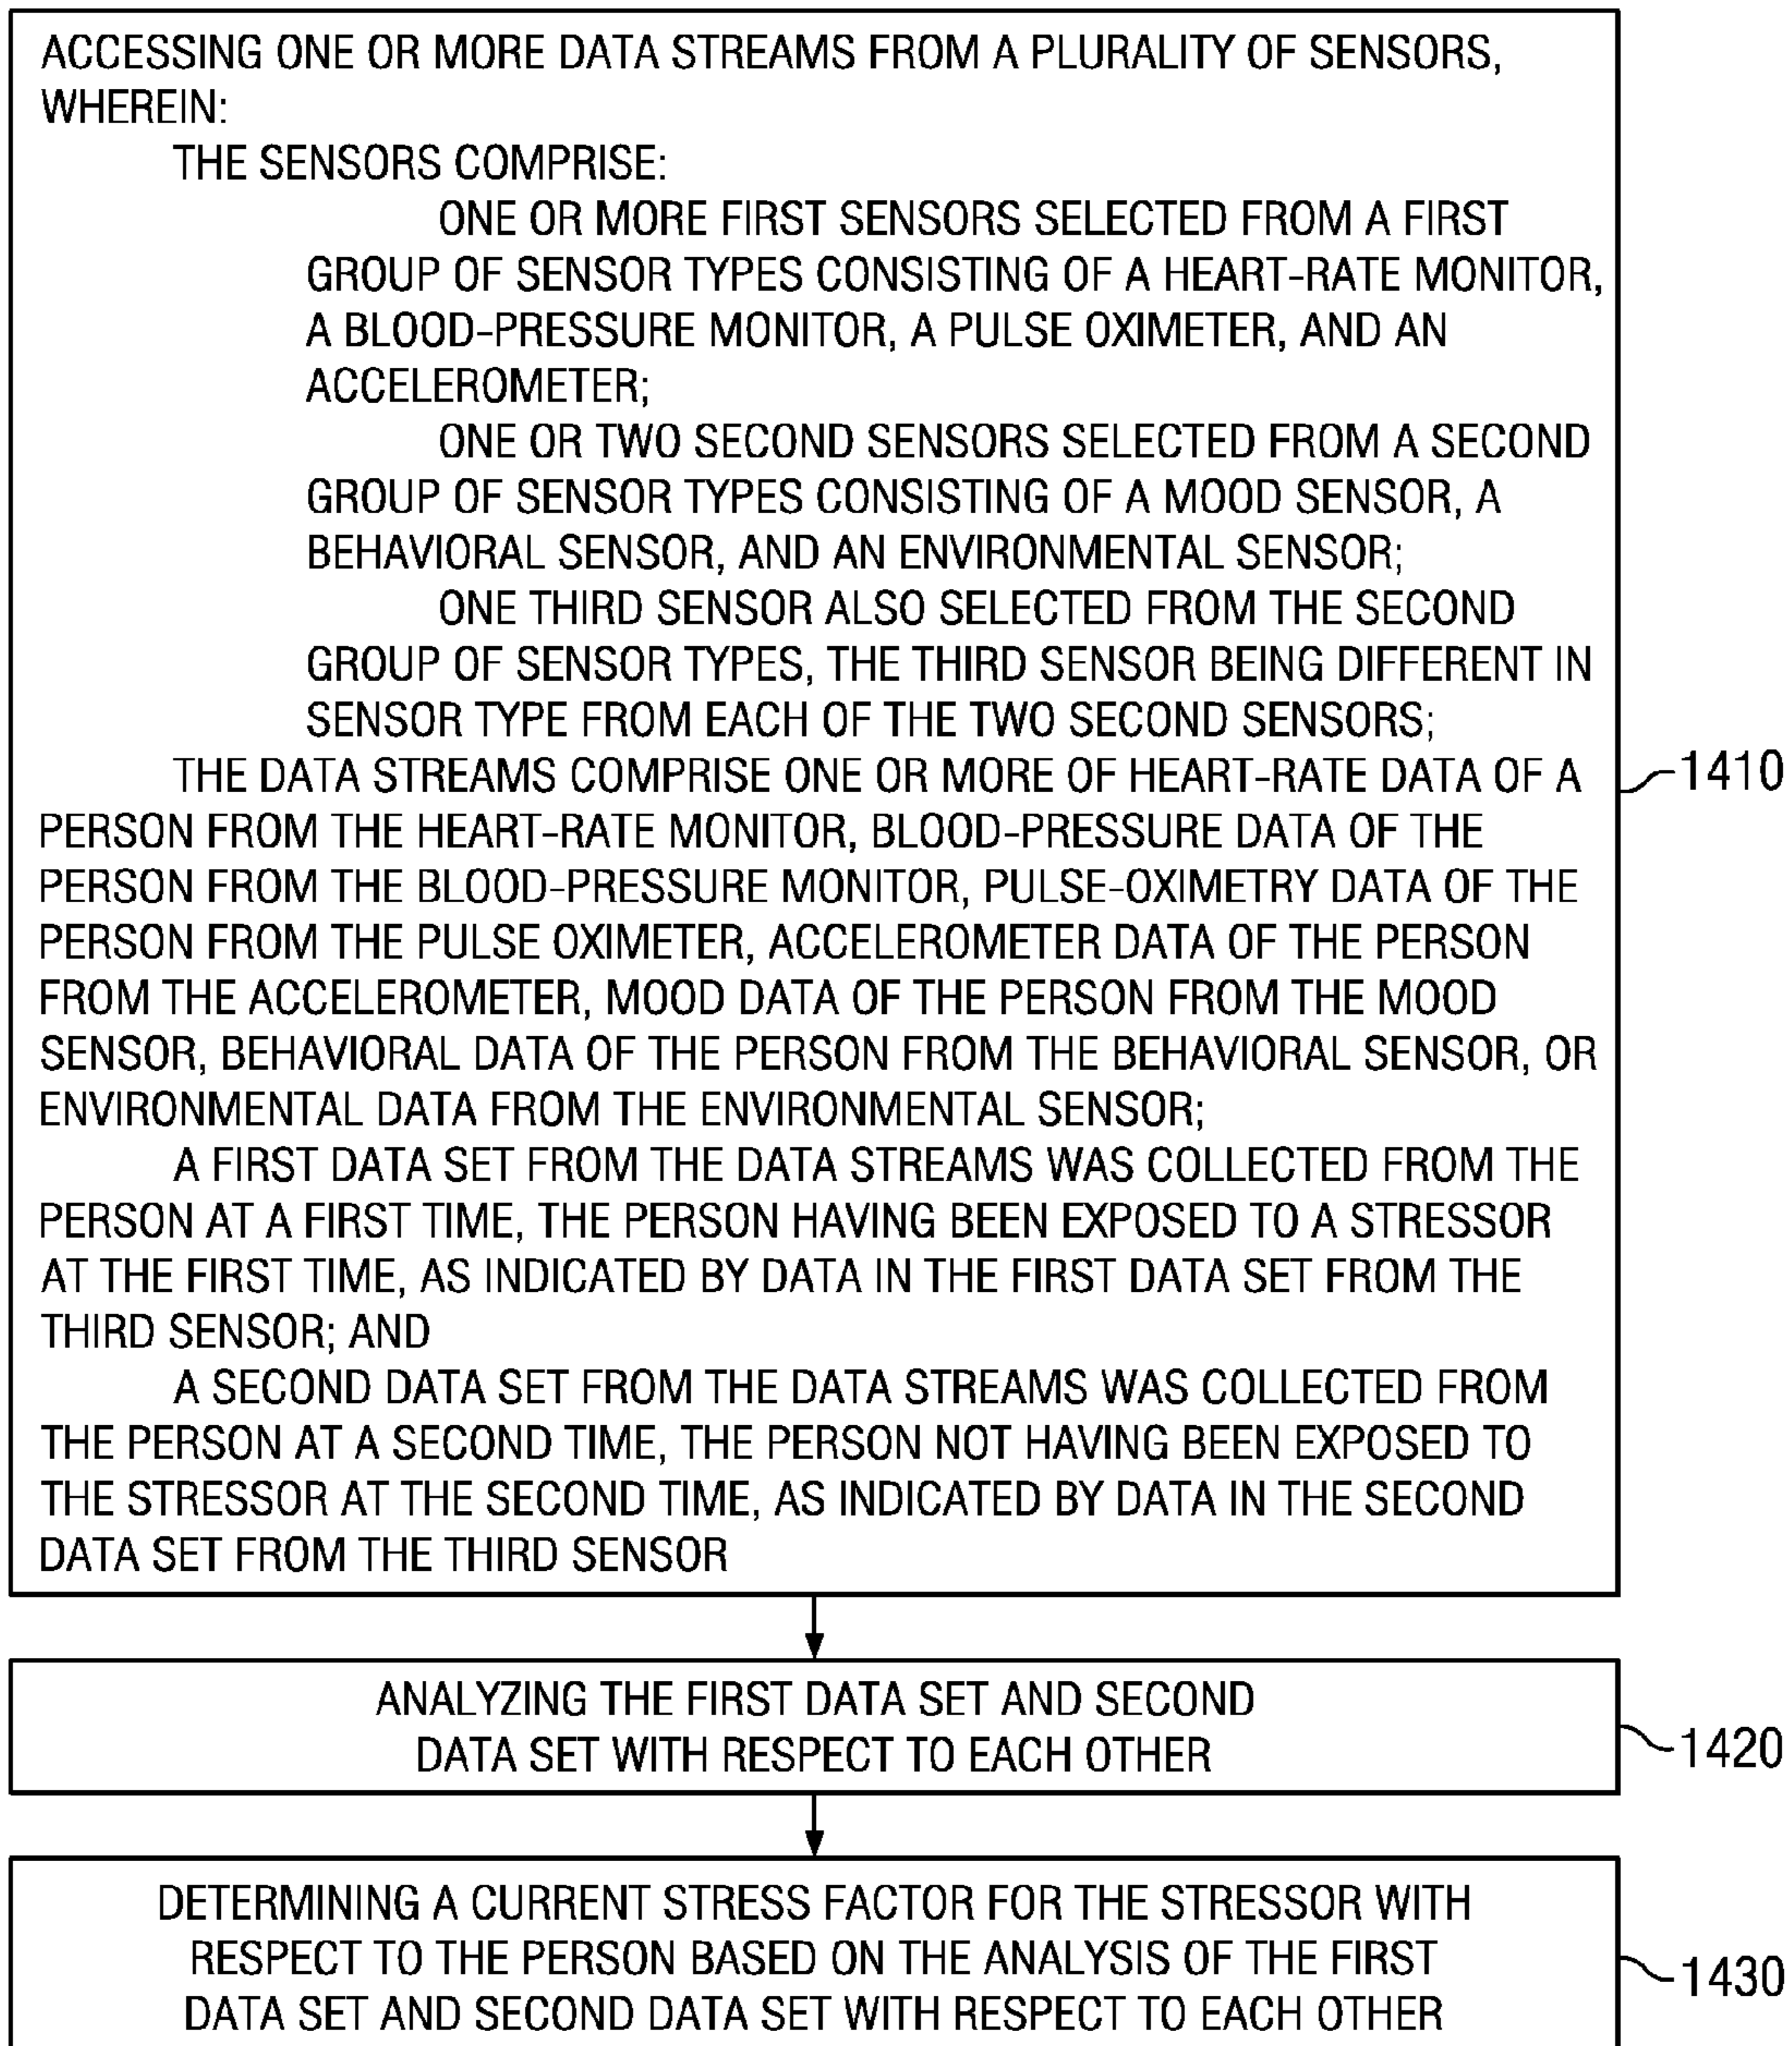 ACCESSING ONE OR MORE DATA STREAMS FROM A PLURALITY OF SENSORS,
WHEREIN:
THE SENSORS COMPRISE:
ONE OR MORE FIRST SENSORS SELECTED FROM A FIRST
GROUP OF SENSOR TYPES CONSISTING OF A HEART-RATE MONITOR,
A BLOOD-PRESSURE MONITOR, A PULSE OXIMETER, AND AN
ACCELEROMETER;
ONE OR TWO SECOND SENSORS SELECTED FROM A SECOND
GROUP OF SENSOR TYPES CONSISTING OF A MOOD SENSOR, A
BEHAVIORAL SENSOR, AND AN ENVIRONMENTAL SENSOR;
ONE THIRD SENSOR ALSO SELECTED FROM THE SECOND
GROUP OF SENSOR TYPES, THE THIRD SENSOR BEING DIFFERENT IN
SENSOR TYPE FROM EACH OF THE TWO SECOND SENSORS;
THE DATA STREAMS COMPRISE ONE OR MORE OF HEART-RATE DATA OF A
PERSON FROM THE HEART-RATE MONITOR, BLOOD-PRESSURE DATA OF THE
PERSON FROM THE BLOOD-PRESSURE MONITOR, PULSE-OXIMETRY DATA OF THE
PERSON FROM THE PULSE OXIMETER, ACCELEROMETER DATA OF THE PERSON
FROM THE ACCELEROMETER, MOOD DATA OF THE PERSON FROM THE MOOD
SENSOR, BEHAVIORAL DATA OF THE PERSON FROM THE BEHAVIORAL SENSOR, OR
ENVIRONMENTAL DATA FROM THE ENVIRONMENTAL SENSOR;
A FIRST DATA SET FROM THE DATA STREAMS WAS COLLECTED FROM THE
PERSON AT A FIRST TIME, THE PERSON HAVING BEEN EXPOSED TO A STRESSOR
AT THE FIRST TIME, AS INDICATED BY DATA IN THE FIRST DATA SET FROM THE
THIRD SENSOR; AND
A SECOND DATA SET FROM THE DATA STREAMS WAS COLLECTED FROM
THE PERSON AT A SECOND TIME, THE PERSON NOT HAVING BEEN EXPOSED TO
THE STRESSOR AT THE SECOND TIME, AS INDICATED BY DATA IN THE SECOND
DATA SET FROM THE THIRD SENSOR
1410
ANALYZING THE FIRST DATA SET AND SECOND
DATA SET WITH RESPECT TO EACH OTHER
1420
DETERMINING A CURRENT STRESS FACTOR FOR THE STRESSOR WITH
RESPECT TO THE PERSON BASED ON THE ANALYSIS OF THE FIRST
DATA SET AND SECOND DATA SET WITH RESPECT TO EACH OTHER
1430